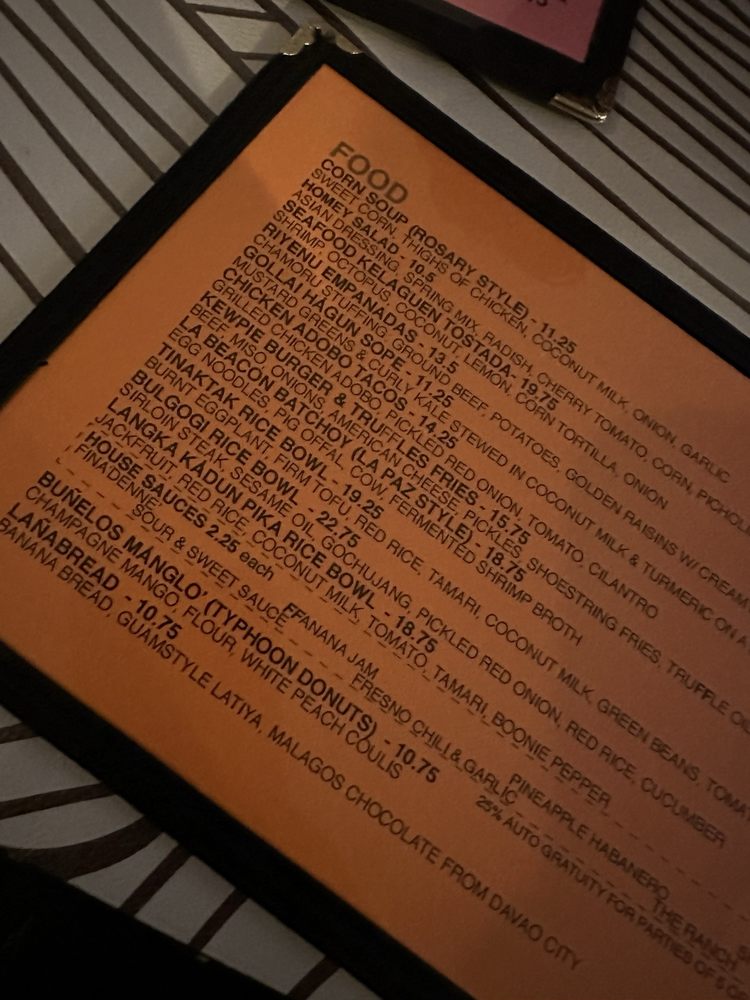 FOOD
CORN SOUP (ROSARY STYLE) - 11.25
SWEET CORN, THIGHS OF CHICKEN, COCONUT MILK, ONION, GARLIC
HOMEY SALAD - 10.5
ASIAN DRESSING, SPRING MIX, RADISH, CHERRY TOMATO, CORN,
SEAFOOD KELAGUEN TOSTADA- 19.75
SHRIMP, OCTOPUS, COCONUT, LEMON, CORN TORTILLA, ONION
RIYENU EMPANADAS - 13.5
CHAMORU STUFFING, GROUND BEEF, POTATOES, GOLDEN RAISINS W/ CREAM
GOLLAI HÁGUN SOPE - 11.25
MUSTARD GREENS & CURLY KALE STEWED IN COCONUT MILK & TURMERIC ON A
CHICKEN ADOBO TACOS - 14.25
GRILLED CHICKEN ADOBO, PICKLED RED ONION, TOMATO, CILANTRO
KEWPIE BURGER & TRUFFLES FRIES - 15.75
BEEF, MISO, ONIONS, AMERICAN CHEESE, PICKLES, SHOESTRING FRIES, TRUFFLE
LA BEACON BATCHOY (LA PAZ STYLE) - 18.75
EGG NOODLES, PIG OFFAL, COW, FERMENTED SHRIMP BROTH
TINAKTAK RICE BOWL - 19.25
BURNT EGGPLANT, FIRM TOFU, RED RICE, TAMARI, COCONUT MILK, GREEN BEANS,
BULGOGI RICE BOWL - 22.75
SIRLOIN STEAK, SESAME OIL, GOCHUJANG, PICKLED RED ONION, RED RICE, CUCUMBER
LANGKA KÁDUN PIKA RICE BOWL - 18.75
JACKFRUIT, RED RICE, COCONUT MILK, TOMATO, TAMARI, BOONIE PEPPER
HOUSE SAUCES 2.25 each
FINADENNE SOUR & SWEET SAUCE FFANANA JAM FRESNO CHILI & GARLIC PINEAPPLE HABANERO THE RANCH
BUÑELOS MÁNGLO' (TYPHOON DONUTS) - 10.75
CHAMPAGNE MANGO, FLOUR, WHITE PEACH COULIS
LAÑABREAD - 10.75
BANANA BREAD, GUAMSTYLE LATIYA, MALAGOS CHOCOLATE FROM DAVAO CITY
25% AUTO GRATUITY FOR PARTIES OF 5